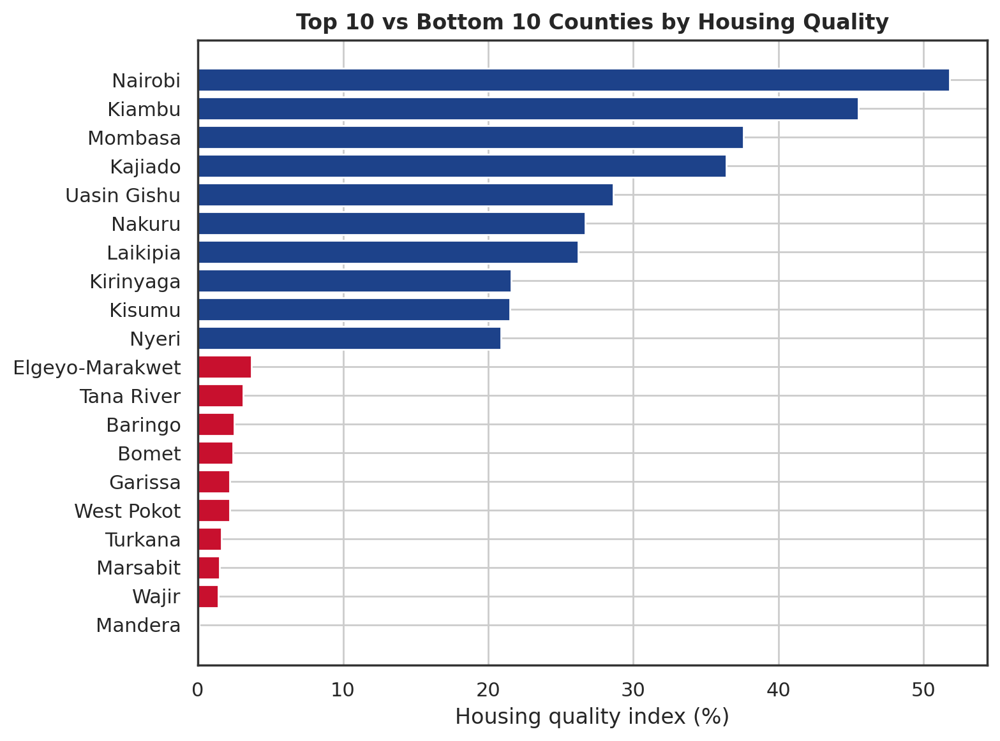 Top 10 vs Bottom 10 Counties by Housing Quality
Nairobi
Kiambu
Mombasa
Kajiado
Uasin Gishu
Nakuru
Laikipia
Kirinyaga
Kisumu
Nyeri
Elgeyo-Marakwet
Tana River
Baringo
Bomet
Garissa
West Pokot
Turkana
Marsabit
Wajir
Mandera
0 10 20 30 40 50
Housing quality index (%)